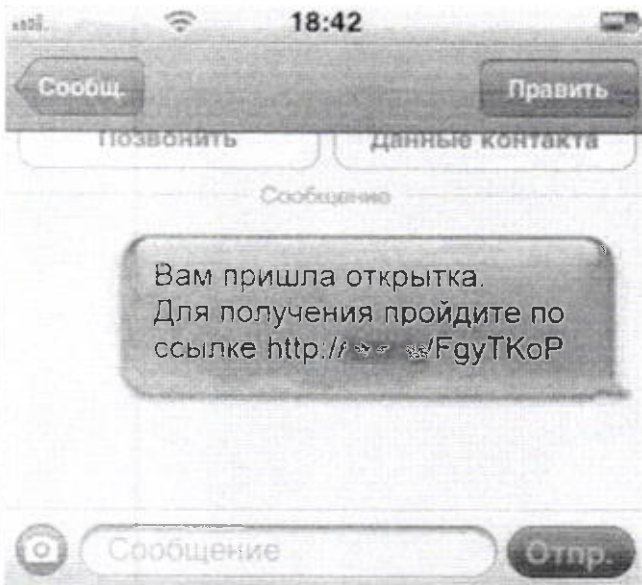 18:42
Сообщ. Править
Позвонить Данные контакта
Сообщение
Вам пришла открытка.
Для получения пройдите по
ссылке http:// /FgyTKoP
Сообщение Отпр.